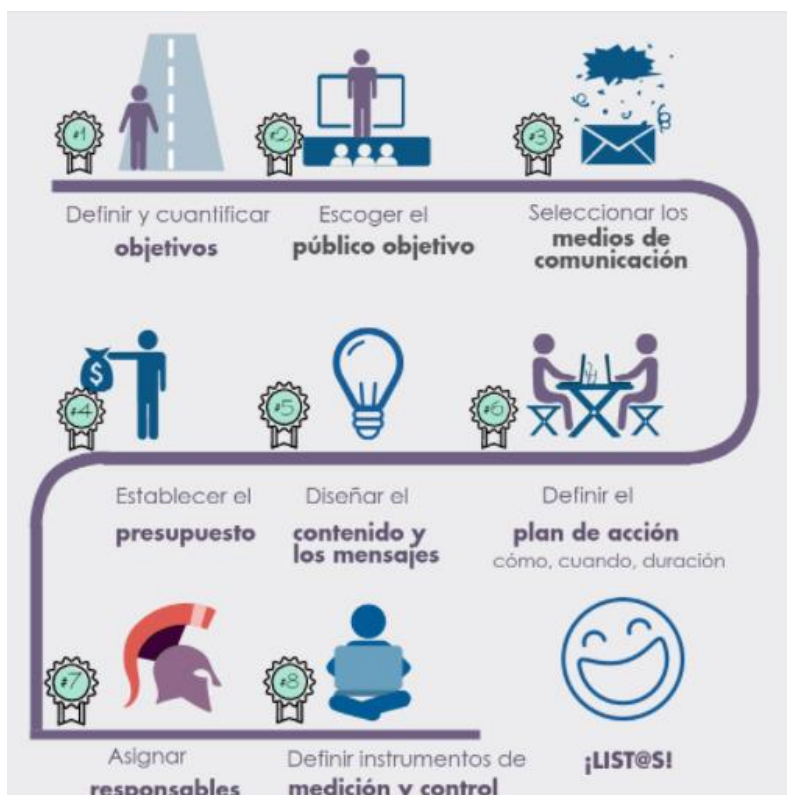 #1
#2
#3
Definir y cuantificar
objetivos
Escoger el
público objetivo
Seleccionar los
medios de
comunicación
$
#4
#5
#6
Establecer el
presupuesto
Diseñar el
contenido y
los mensajes
Definir el
plan de acción
cómo, cuando, duración
#7
#8
Asignar
responsables
Definir instrumentos de
medición y control
¡LIST@S!